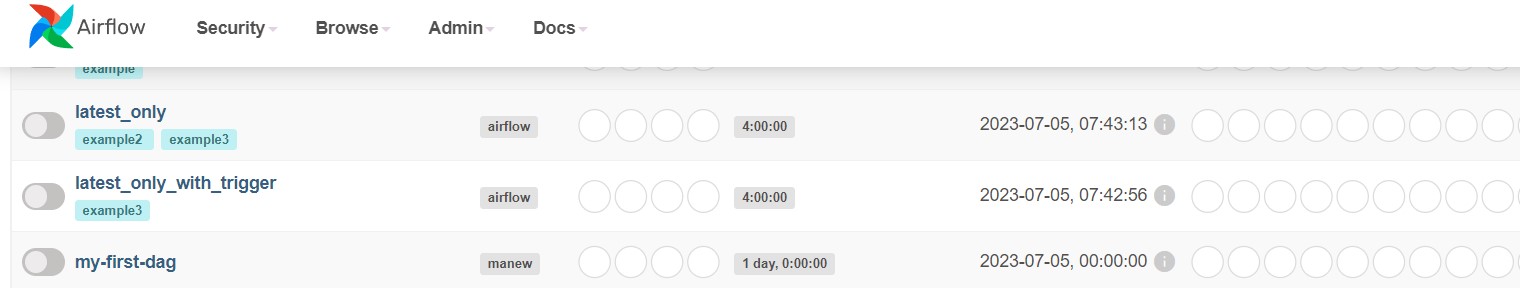 Airflow Security Browse Admin Docs
example
latest_only
airflow 4:00:00 2023-07-05, 07:43:13 i
example2 example3
latest_only_with_trigger
airflow 4:00:00 2023-07-05, 07:42:56 i
example3
my-first-dag manew 1 day, 0:00:00 2023-07-05, 00:00:00 i